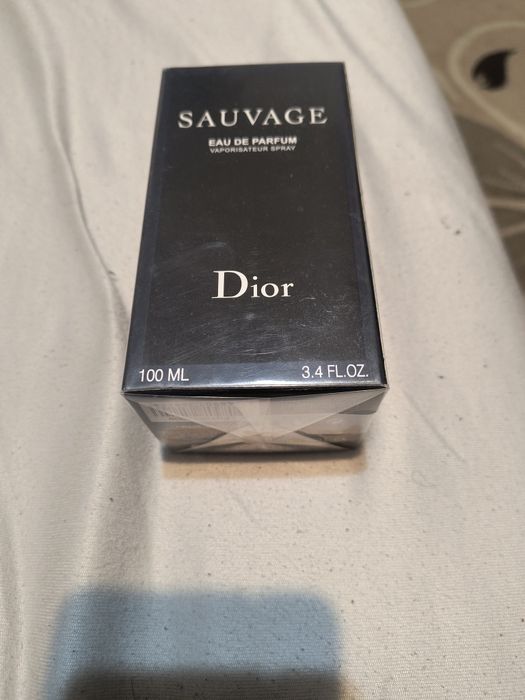 SAUVAGE
EAU DE PARFUM
VAPORISATEUR SPRAY
Dior
100 ML 3.4 FL.OZ.